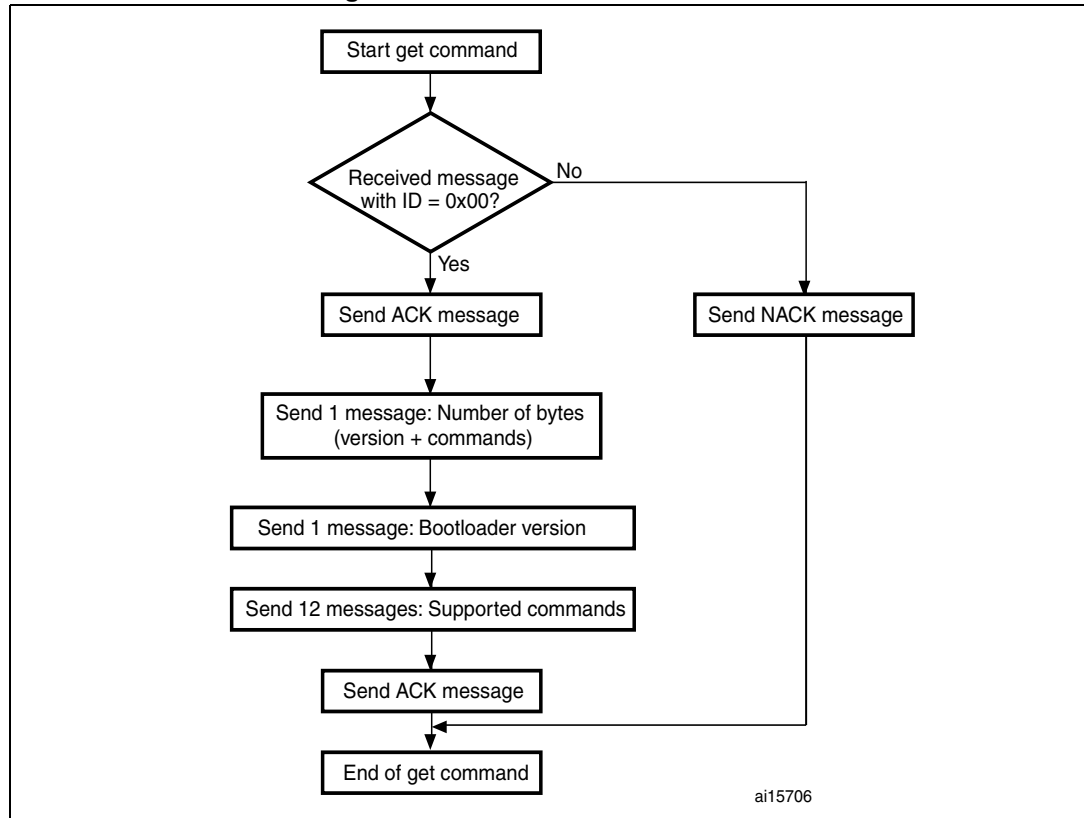 Start get command
No
Received message
with ID = 0x00?
Yes
Send ACK message
Send NACK message
Send 1 message: Number of bytes
(version + commands)
Send 1 message: Bootloader version
Send 12 messages: Supported commands
Send ACK message
End of get command
ai15706